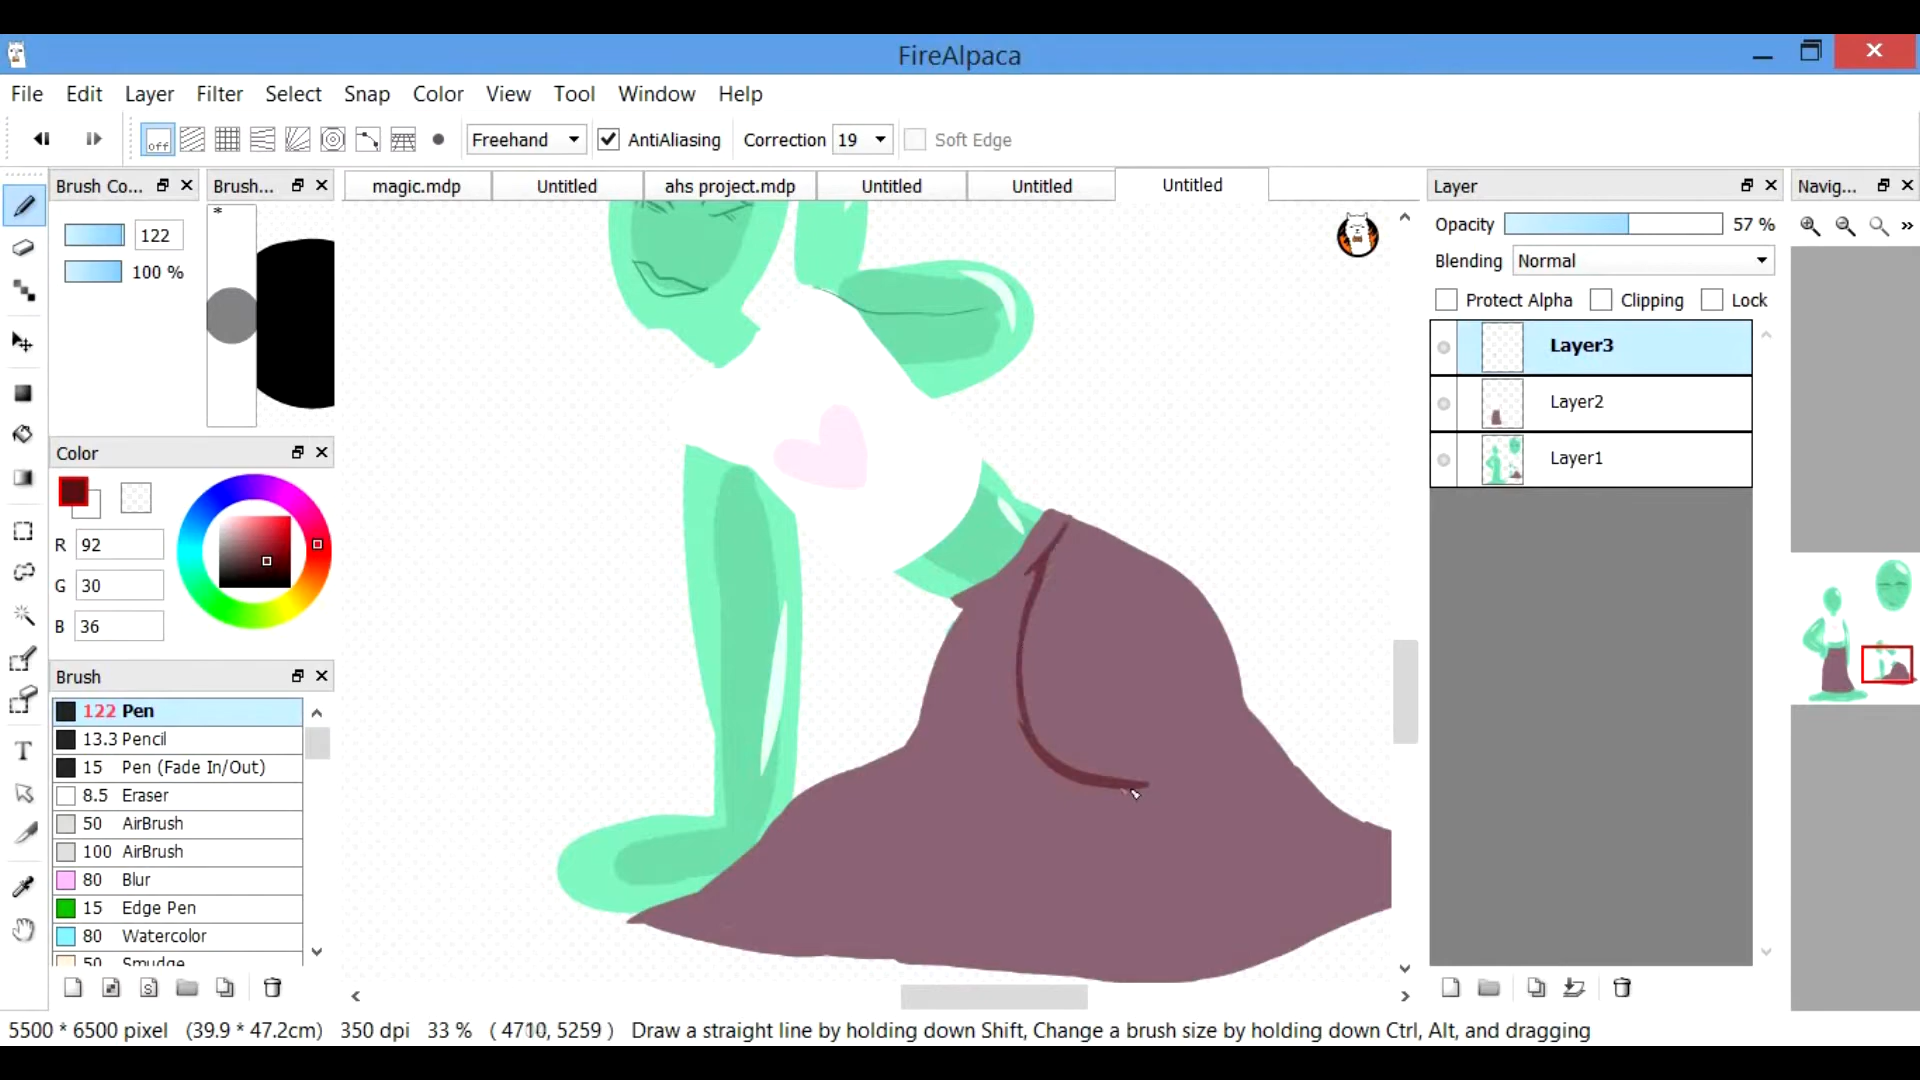 FireAlpaca
File Edit Layer Filter Select Snap Color View Tool Window Help
off Freehand AntiAliasing Correction 19 Soft Edge
Brush Co... Brush... magic.mdp Untitled ahs project.mdp Untitled Untitled Untitled Layer Navig...
122
100 %
*
Opacity 57 %
Blending Normal
Protect Alpha Clipping Lock
Layer3
Layer2
Layer1
Color
R 92
G 30
B 36
Brush
122 Pen
13.3 Pencil
15 Pen (Fade In/Out)
8.5 Eraser
50 AirBrush
100 AirBrush
80 Blur
15 Edge Pen
80 Watercolor
50 Smudge
5500 * 6500 pixel (39.9 * 47.2cm) 350 dpi 33 % ( 4710, 5259 ) Draw a straight line by holding down Shift, Change a brush size by holding down Ctrl, Alt, and dragging